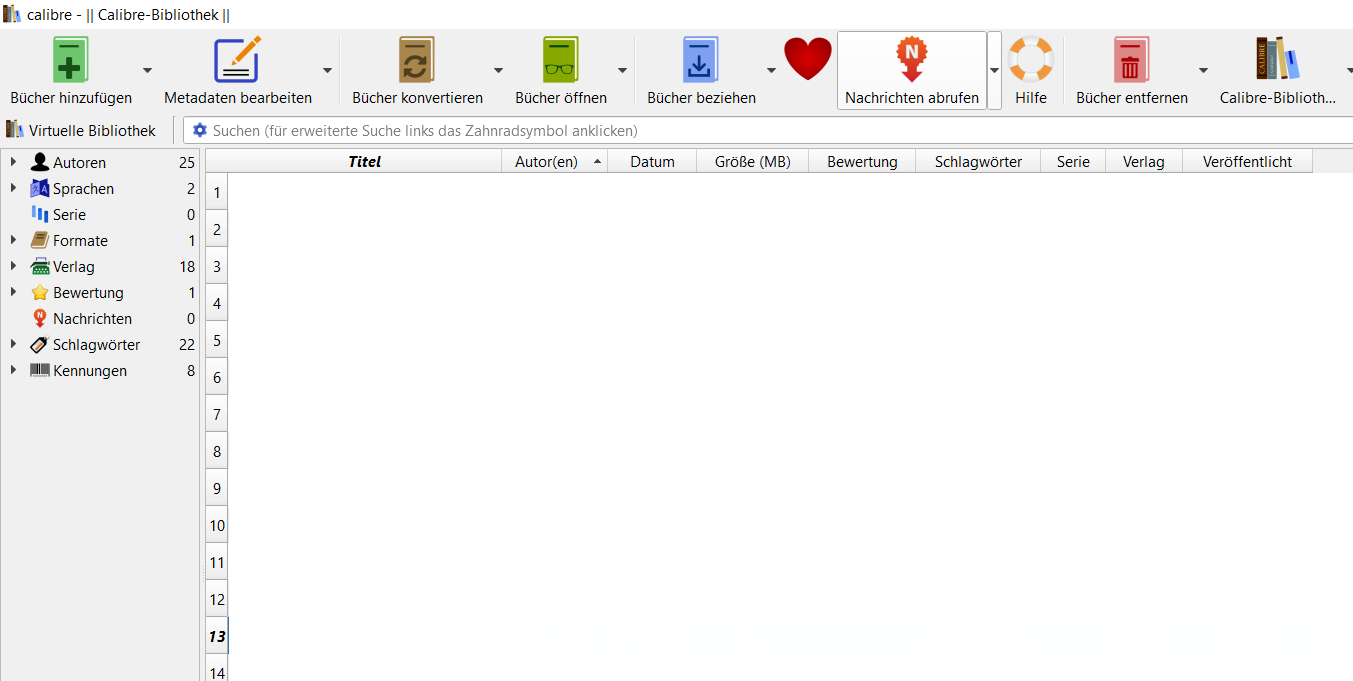 calibre - || Calibre-Bibliothek ||
Bücher hinzufügen Metadaten bearbeiten Bücher konvertieren Bücher öffnen Bücher beziehen Nachrichten abrufen Hilfe Bücher entfernen Calibre-Biblioth...
Virtuelle Bibliothek Suchen (für erweiterte Suche links das Zahnradsymbol anklicken)
Titel Autor(en) Datum Größe (MB) Bewertung Schlagwörter Serie Verlag Veröffentlicht
Autoren 25
Sprachen 2
Serie 0
Formate 1
Verlag 18
Bewertung 1
Nachrichten 0
Schlagwörter 22
Kennungen 8
1
2
3
4
5
6
7
8
9
10
11
12
13
14